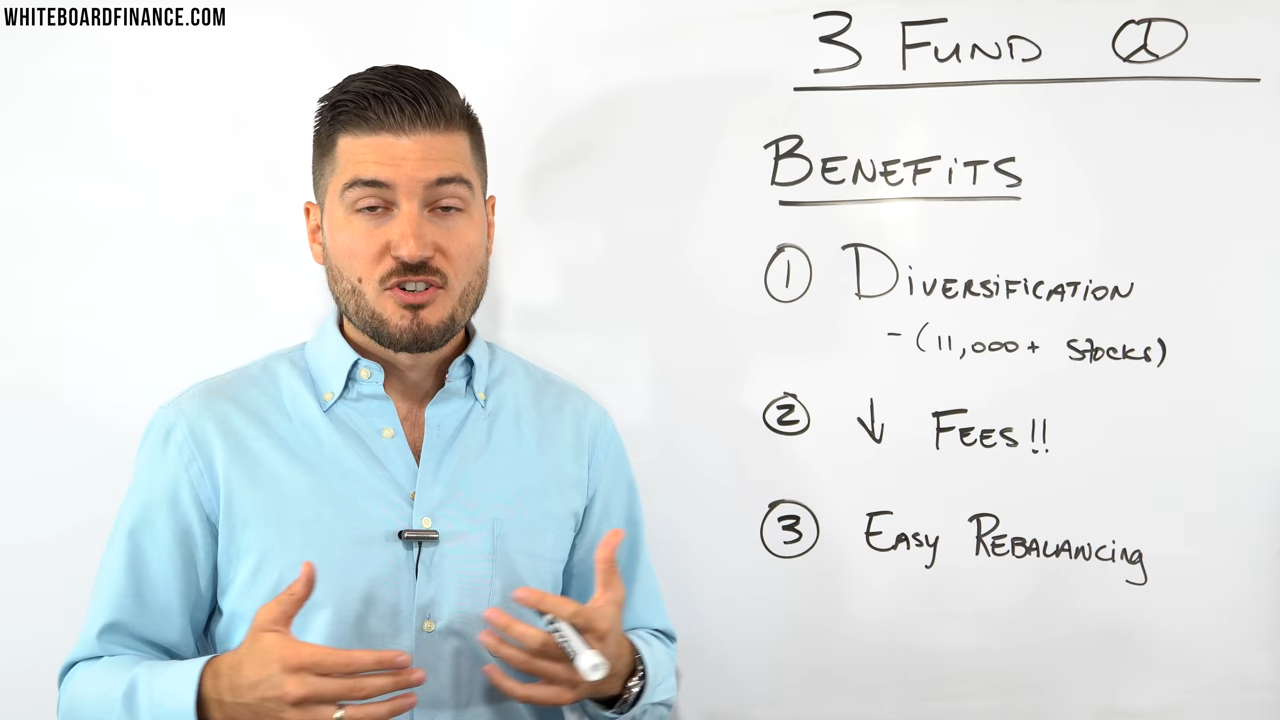 WHITEBOARDFINANCE.COM
3 FUND
BENEFiTS
1 DiVERSiFiCATiON
- (11,000+ Stocks)
2 ↓ FEES!!
3 EASy REBALANCiNg